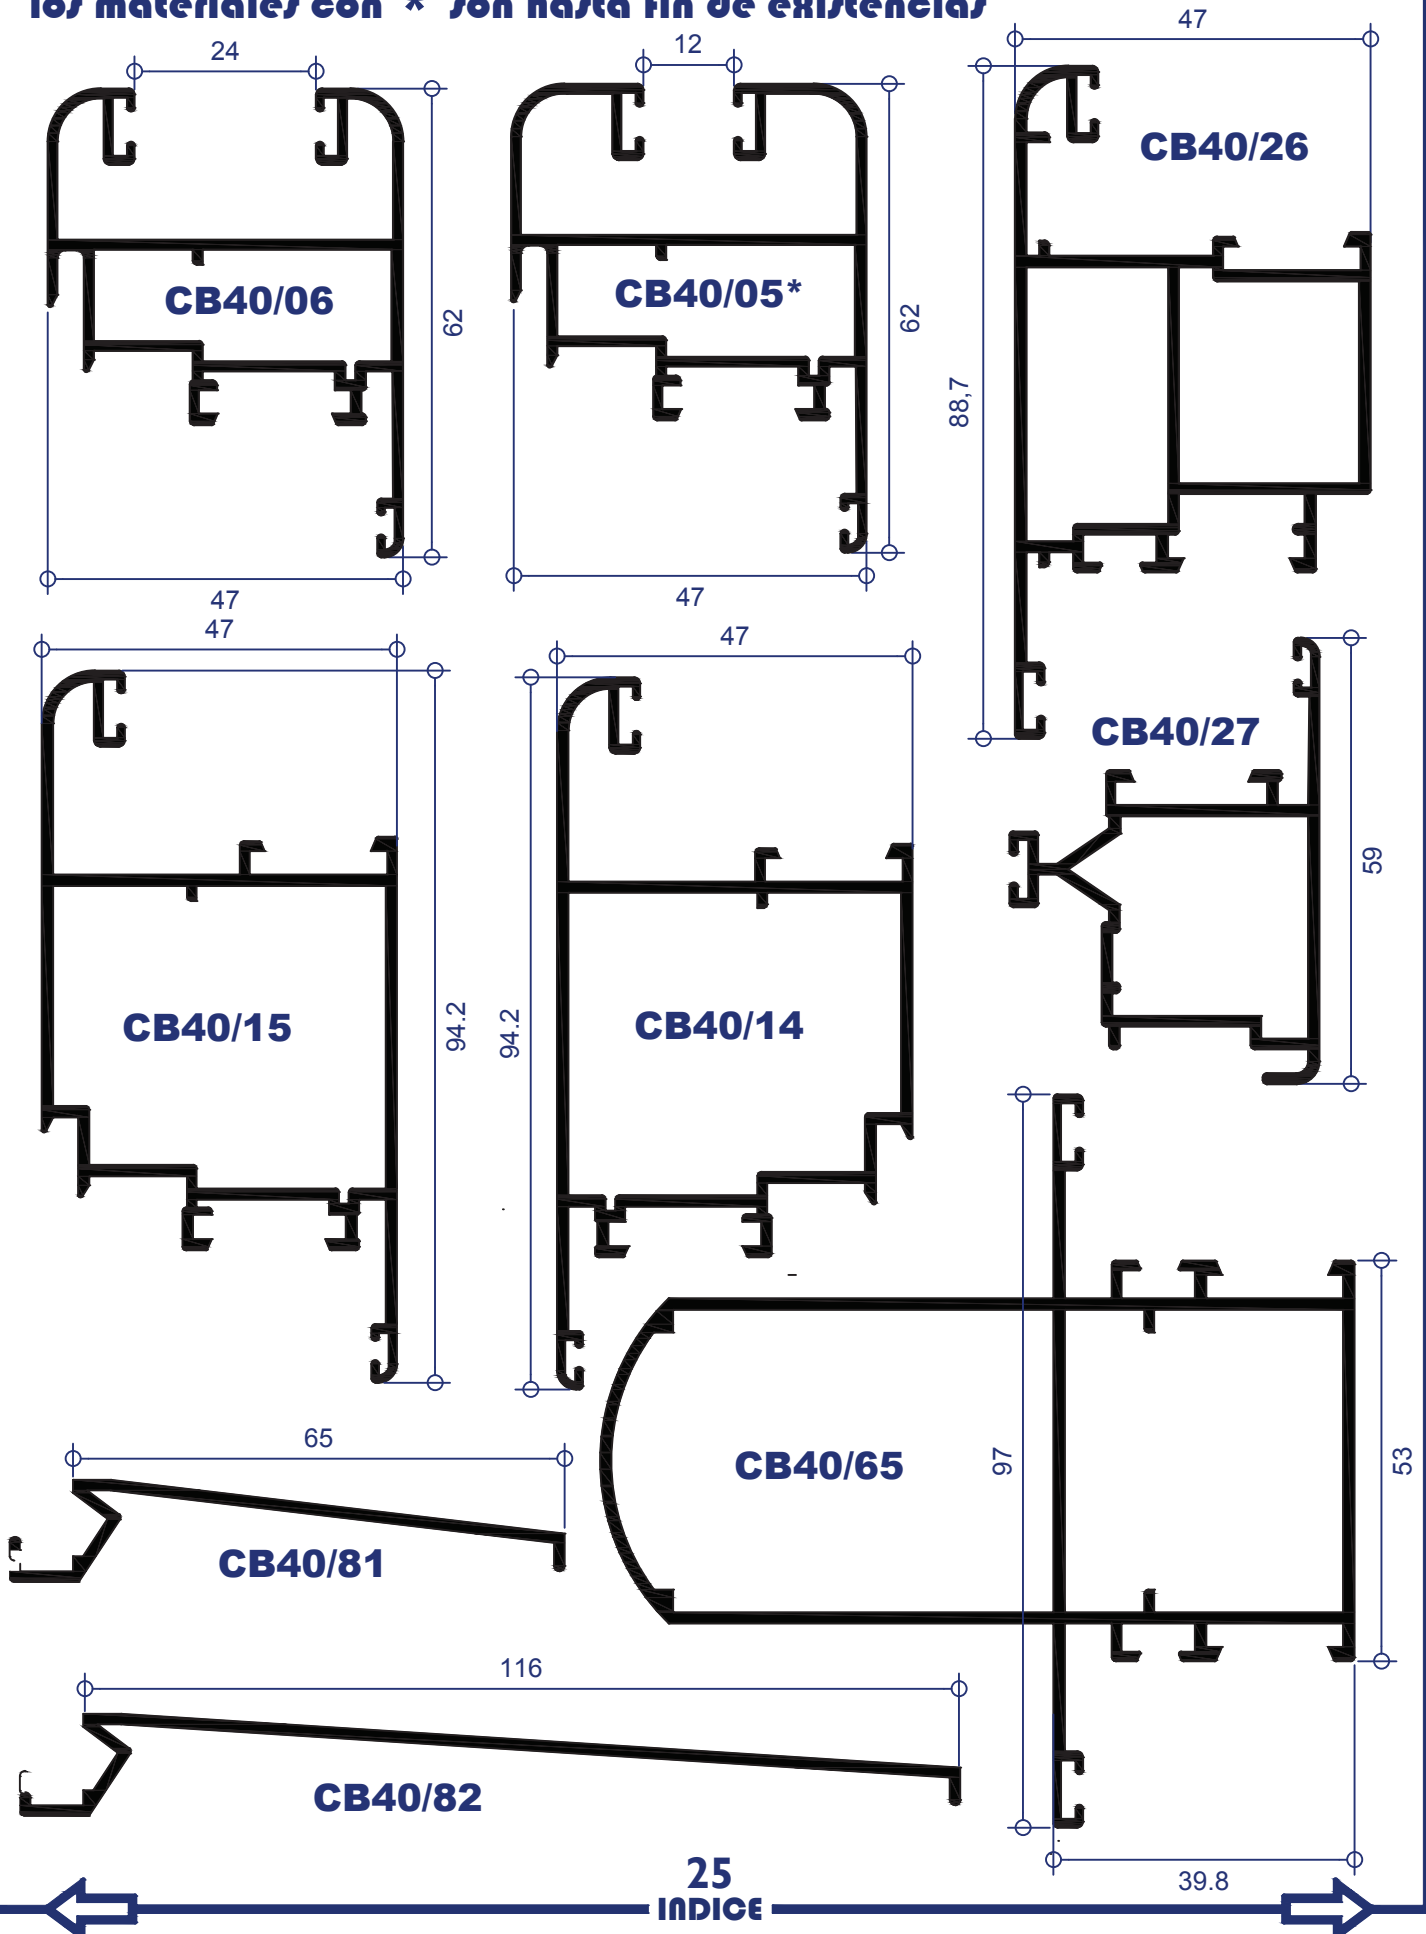 los materiales con * son hasta fin de existencias
24
12
47
CB40/26
CB40/06
CB40/05*
62
62
88,7
47
47
47
47
CB40/27
59
CB40/15
CB40/14
94.2
94.2
65
CB40/65
97
53
CB40/81
116
CB40/82
39.8
25
INDICE